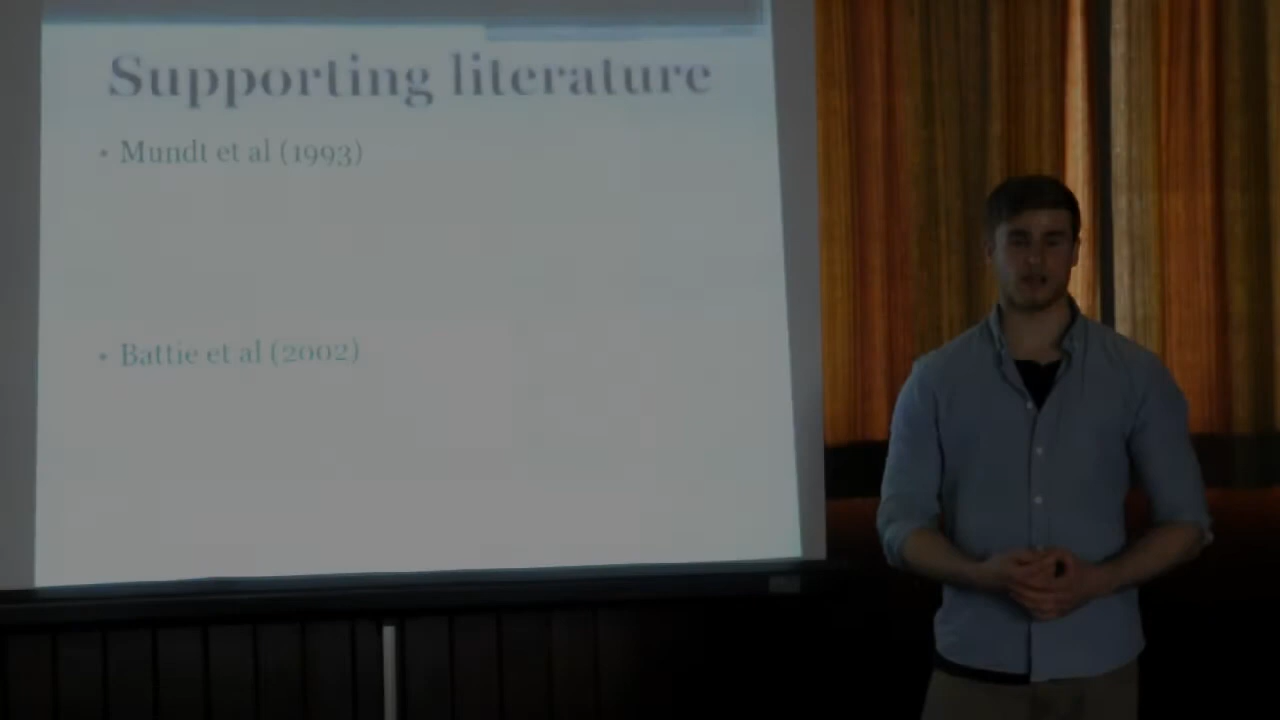 Supporting literature
• Mundt et al (1993)
• Battie et al (2002)